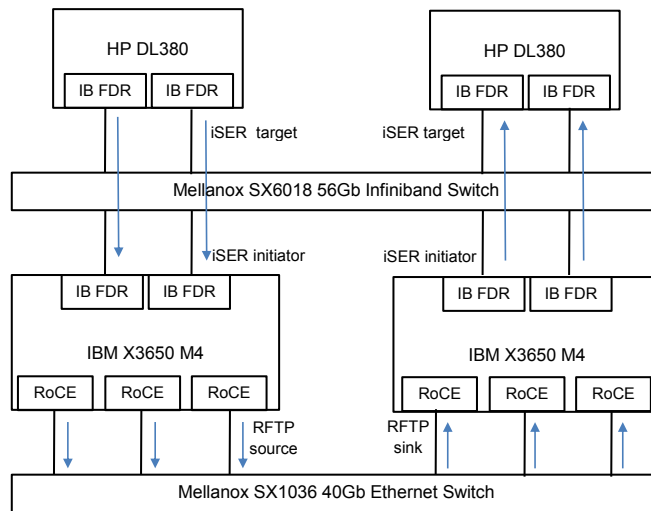 HP DL380
HP DL380
IB FDR
IB FDR
IB FDR
IB FDR
iSER target
iSER target
Mellanox SX6018 56Gb Infiniband Switch
iSER initiator
iSER initiator
IB FDR
IB FDR
IB FDR
IB FDR
IBM X3650 M4
IBM X3650 M4
RoCE
RoCE
RoCE
RoCE
RoCE
RoCE
RFTP
source
RFTP
sink
Mellanox SX1036 40Gb Ethernet Switch